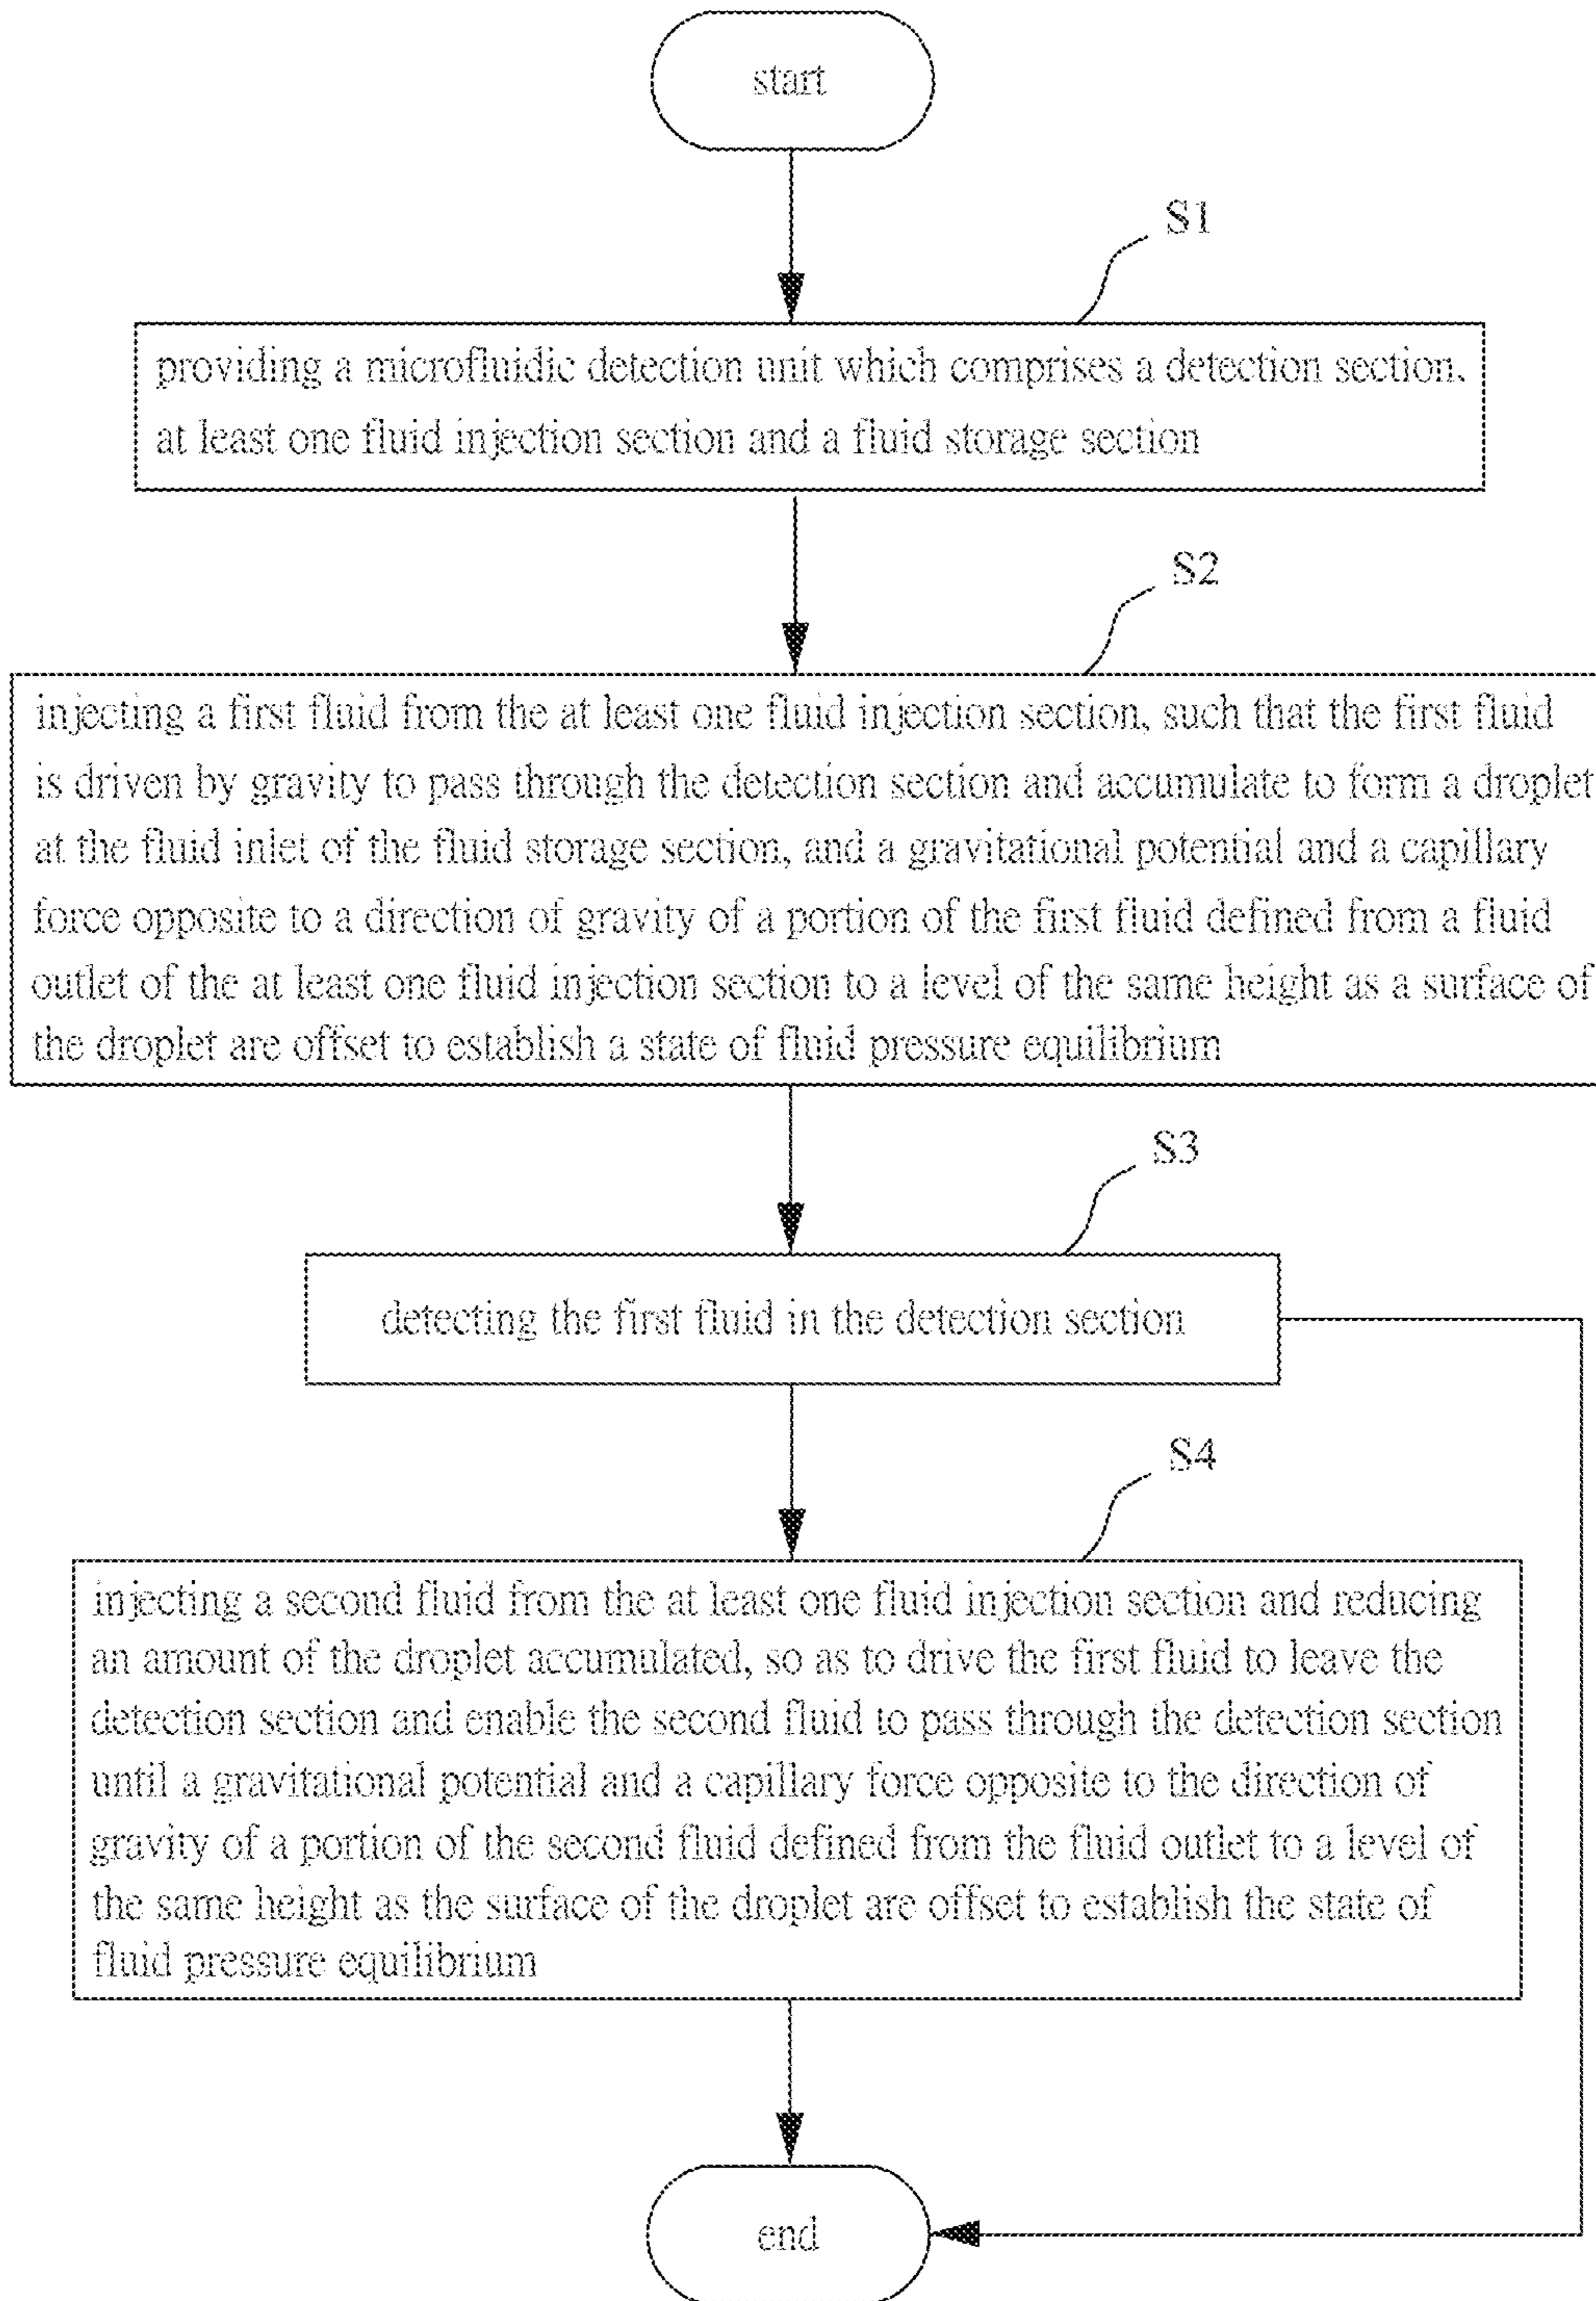 start
S1
providing a microfluidic detection unit which comprises a detection section,
at least one fluid injection section and a fluid storage section
S2
injecting a first fluid from the at least one fluid injection section, such that the first fluid
is driven by gravity to pass through the detection section and accumulate to form a droplet
at the fluid inlet of the fluid storage section, and a gravitational potential and a capillary
force opposite to a direction of gravity of a portion of the first fluid defined from a fluid
outlet of the at least one fluid injection section to a level of the same height as a surface of
the droplet are offset to establish a state of fluid pressure equilibrium
S3
detecting the first fluid in the detection section
S4
injecting a second fluid from the at least one fluid injection section and reducing
an amount of the droplet accumulated, so as to drive the first fluid to leave the
detection section and enable the second fluid to pass through the detection section
until a gravitational potential and a capillary force opposite to the direction of
gravity of a portion of the second fluid defined from the fluid outlet to a level of
the same height as the surface of the droplet are offset to establish the state of
fluid pressure equilibrium
end